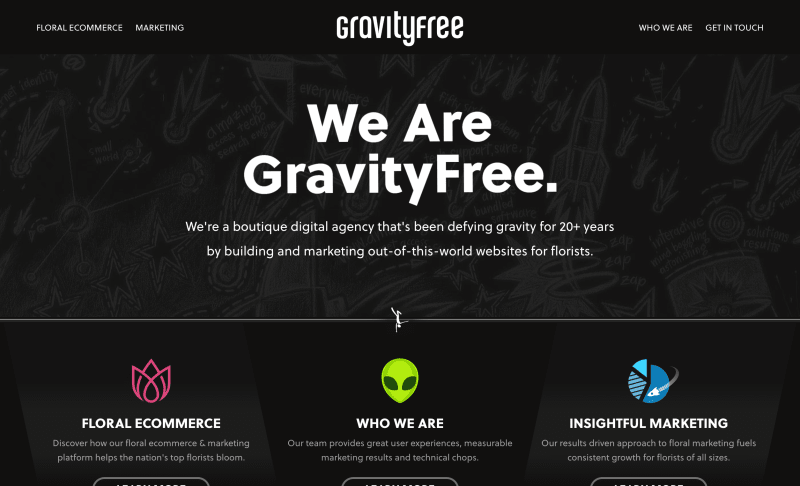 FLORAL ECOMMERCE MARKETING GravityFree WHO WE ARE GET IN TOUCH
We Are
GravityFree.
We're a boutique digital agency that's been defying gravity for 20+ years
by building and marketing out-of-this-world websites for florists.
FLORAL ECOMMERCE
Discover how our floral ecommerce & marketing
platform helps the nation's top florists bloom.
WHO WE ARE
Our team provides great user experiences, measurable
marketing results and technical chops.
INSIGHTFUL MARKETING
Our results driven approach to floral marketing fuels
consistent growth for florists of all sizes.